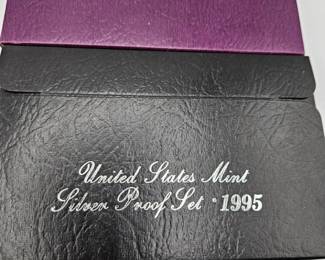 United States Mint
Silver Proof Set · 1995